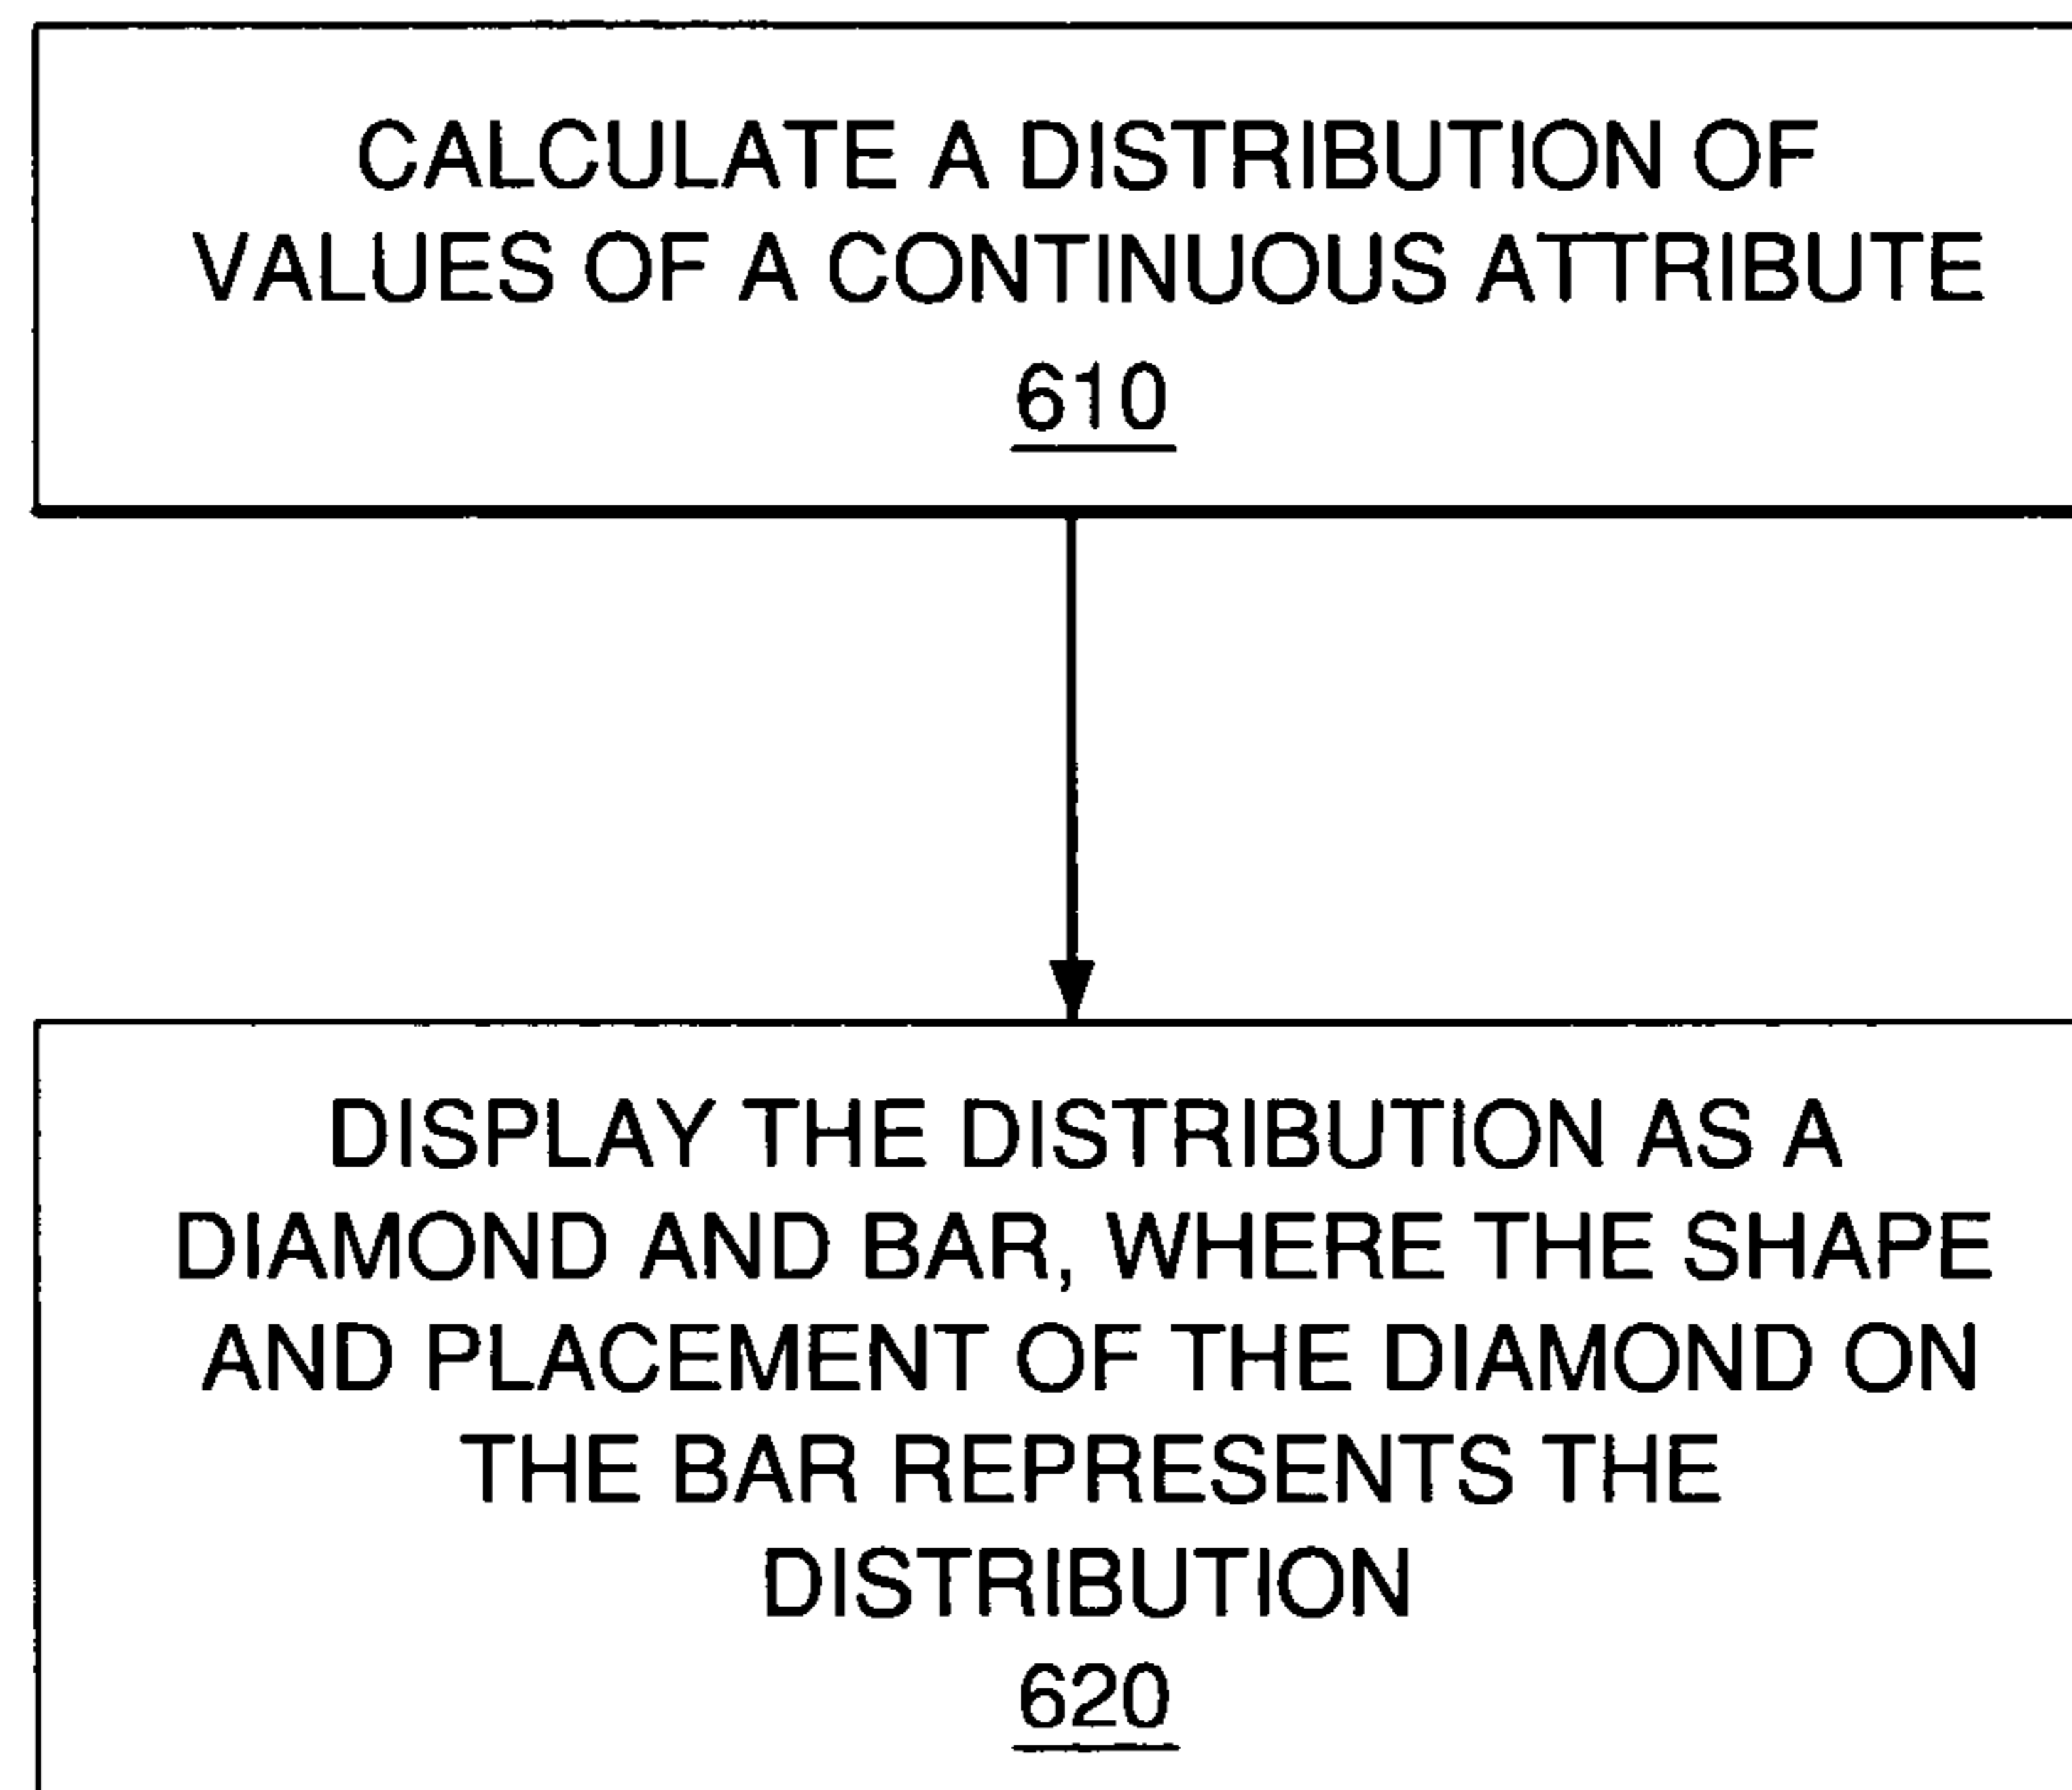 CALCULATE A DISTRIBUTION OF
VALUES OF A CONTINUOUS ATTRIBUTE
610
DISPLAY THE DISTRIBUTION AS A
DIAMOND AND BAR, WHERE THE SHAPE
AND PLACEMENT OF THE DIAMOND ON
THE BAR REPRESENTS THE
DISTRIBUTION
620